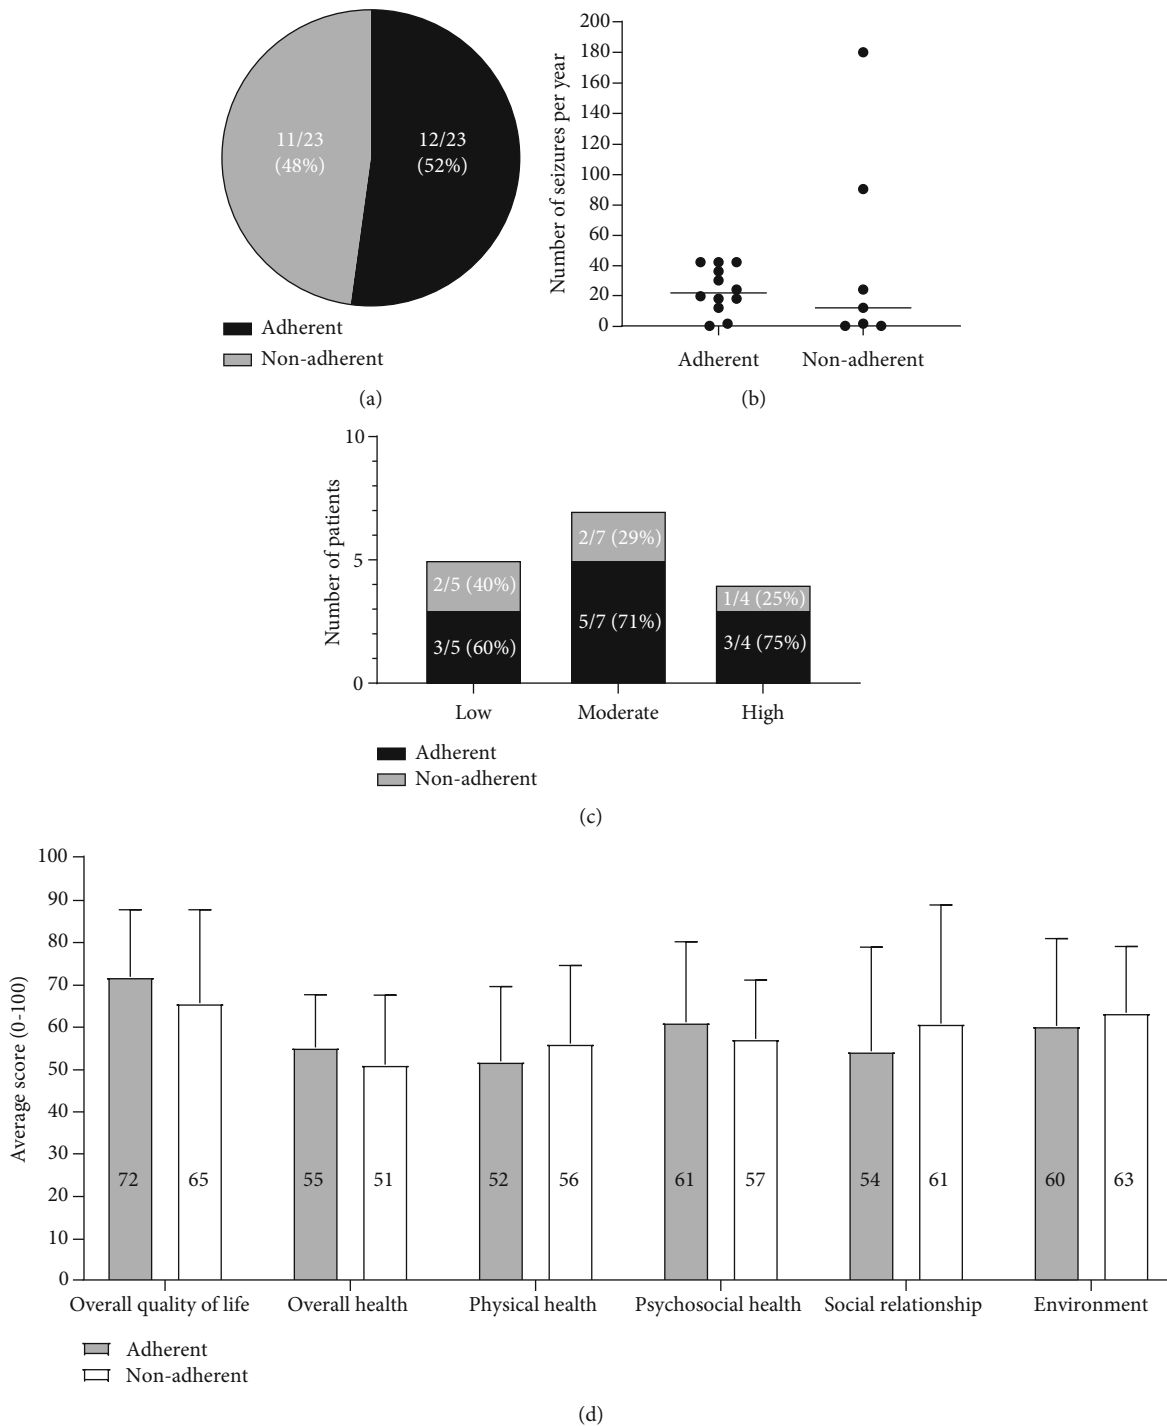 11/23
(48%)
12/23
(52%)
Adherent
Non-adherent
(a)
Number of seizures per year
200
180
160
140
120
100
80
60
40
20
0
Adherent
Non-adherent
(b)
Number of patients
10
5
0
2/5 (40%)
3/5 (60%)
2/7 (29%)
5/7 (71%)
1/4 (25%)
3/4 (75%)
Low
Moderate
High
Adherent
Non-adherent
(c)
Average score (0-100)
100
90
80
70
60
50
40
30
20
10
0
72
65
55
51
52
56
61
57
54
61
60
63
Overall quality of life
Overall health
Physical health
Psychosocial health
Social relationship
Environment
Adherent
Non-adherent
(d)